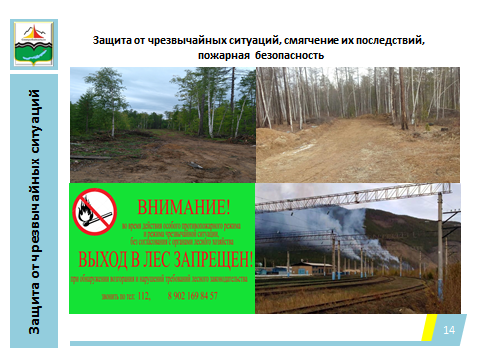 Защита от чрезвычайных ситуаций, смягчение их последствий,
пожарная безопасность
Защита от чрезвычайных ситуаций
ВНИМАНИЕ!
во время действия особого противопожарного режима
и режима чрезвычайной ситуации,
без согласования с органами лесного хозяйства
ВЫХОД В ЛЕС ЗАПРЕЩЕН!
при обнаружении возгорания и нарушений требований лесного законодательства
звонить по тел: 112, 8 902 169 84 57
14